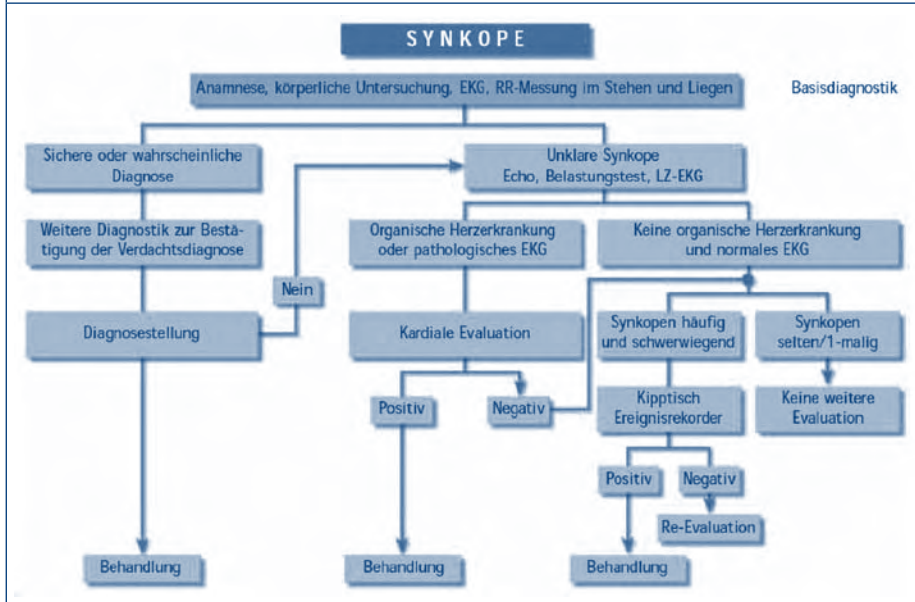 SYNKOPE
Anamnese, körperliche Untersuchung, EKG, RR-Messung im Stehen und Liegen
Basisdiagnostik
Sichere oder wahrscheinliche
Diagnose
Unklare Synkope
Echo, Belastungstest, LZ-EKG
Weitere Diagnostik zur Bestä-
tigung der Verdachtsdiagnose
Organische Herzerkrankung
oder pathologisches EKG
Keine organische Herzerkrankung
und normales EKG
Nein
Diagnosestellung
Kardiale Evaluation
Synkopen häufig
und schwerwiegend
Synkopen
selten/1-malig
Positiv
Negativ
Kipptisch
Ereignisrekorder
Keine weitere
Evaluation
Positiv
Negativ
Re-Evaluation
Behandlung
Behandlung
Behandlung